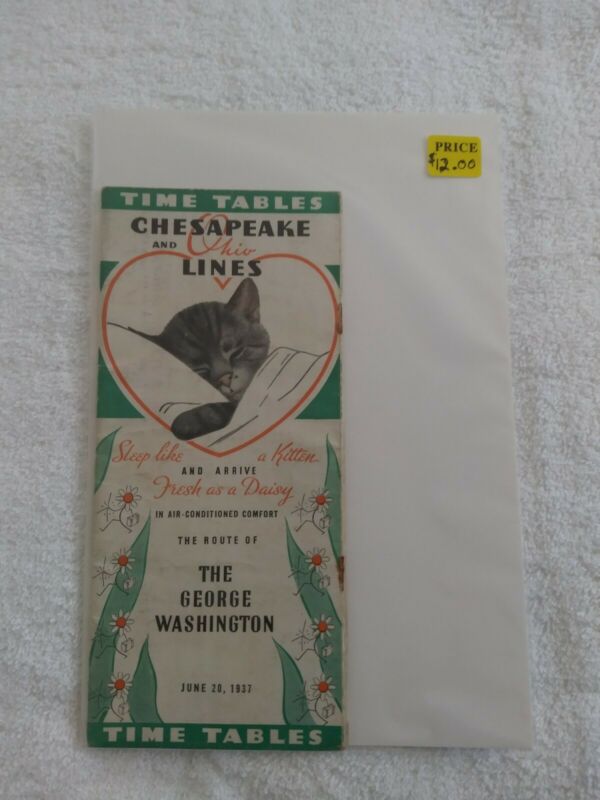 PRICE
$12.00
TIME TABLES
CHESAPEAKE
AND Ohio
LINES
Sleep like a Kitten
AND ARRIVE
Fresh as a Daisy
IN AIR-CONDITIONED COMFORT
THE ROUTE OF
THE
GEORGE
WASHINGTON
JUNE 20, 1937
TIME TABLES